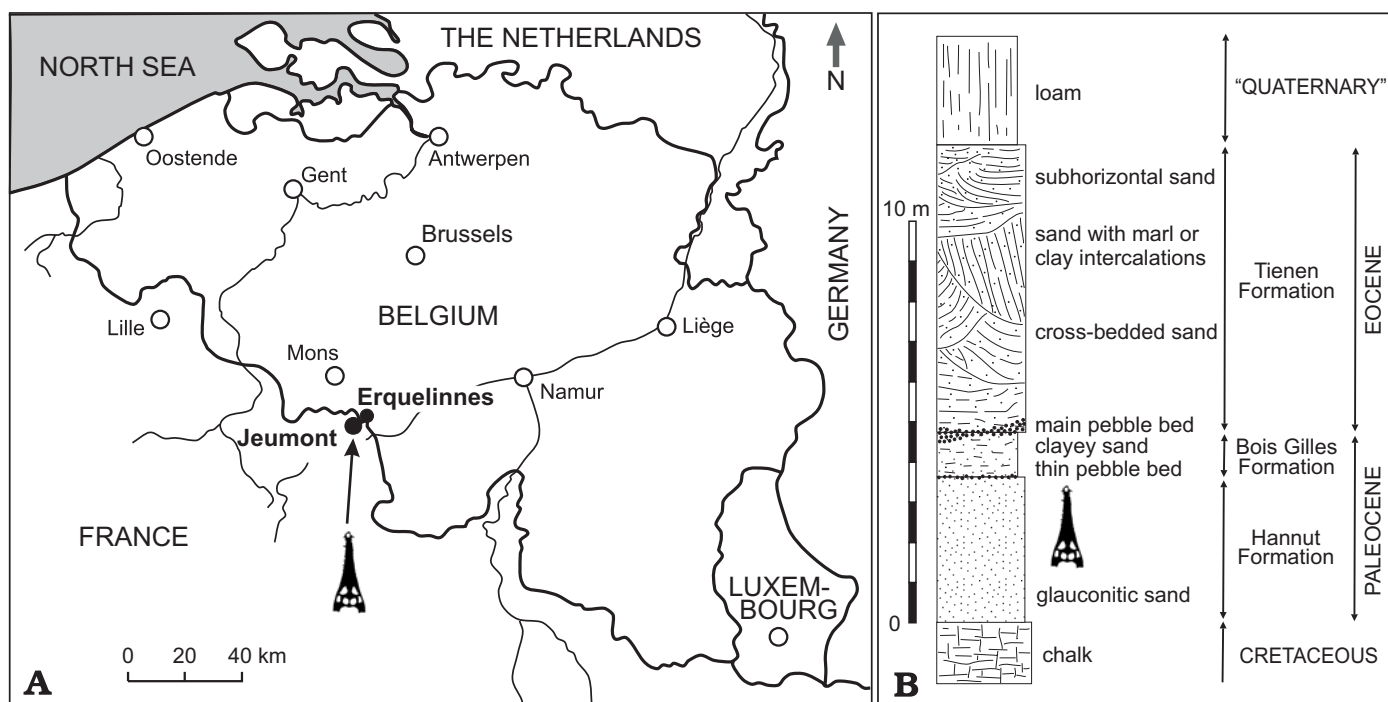 NORTH SEA
THE NETHERLANDS
N
Oostende
Antwerpen
Gent
Brussels
GERMANY
BELGIUM
Lille
Liège
Mons
Namur
Erquelinnes
Jeumont
FRANCE
LUXEM-
BOURG
0 20 40 km
A
loam
"QUATERNARY"
subhorizontal sand
10 m
sand with marl or
clay intercalations
Tienen
Formation
EOCENE
cross-bedded sand
main pebble bed
clayey sand
thin pebble bed
Bois Gilles
Formation
Hannut
Formation
PALEOCENE
glauconitic sand
0
chalk
CRETACEOUS
B